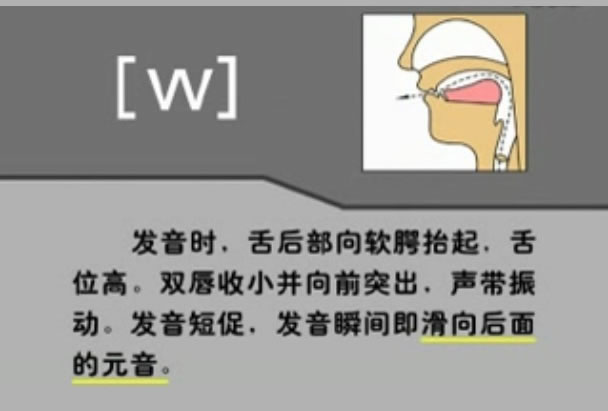 [w]
发音时，舌后部向软腭抬起，舌
位高。双唇收小并向前突出，声带振
动。发音短促，发音瞬间即滑向后面
的元音。